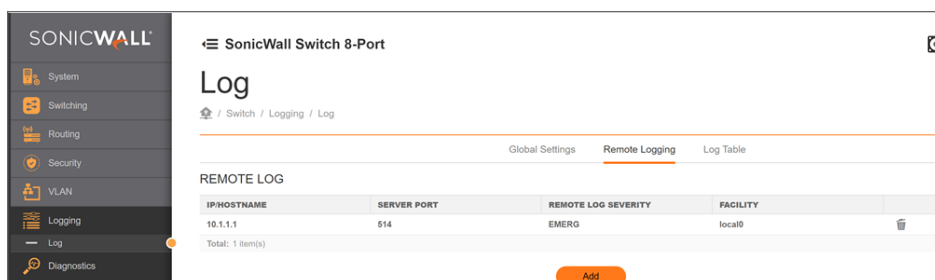 SONICWALL
SonicWall Switch 8-Port
System
Log
Switching
/ Switch / Logging / Log
Routing
Global Settings Remote Logging Log Table
Security
REMOTE LOG
VLAN
IP/HOSTNAME SERVER PORT REMOTE LOG SEVERITY FACILITY
Logging
10.1.1.1 514 EMERG local0
Log
Total: 1 item(s)
Diagnostics
Add